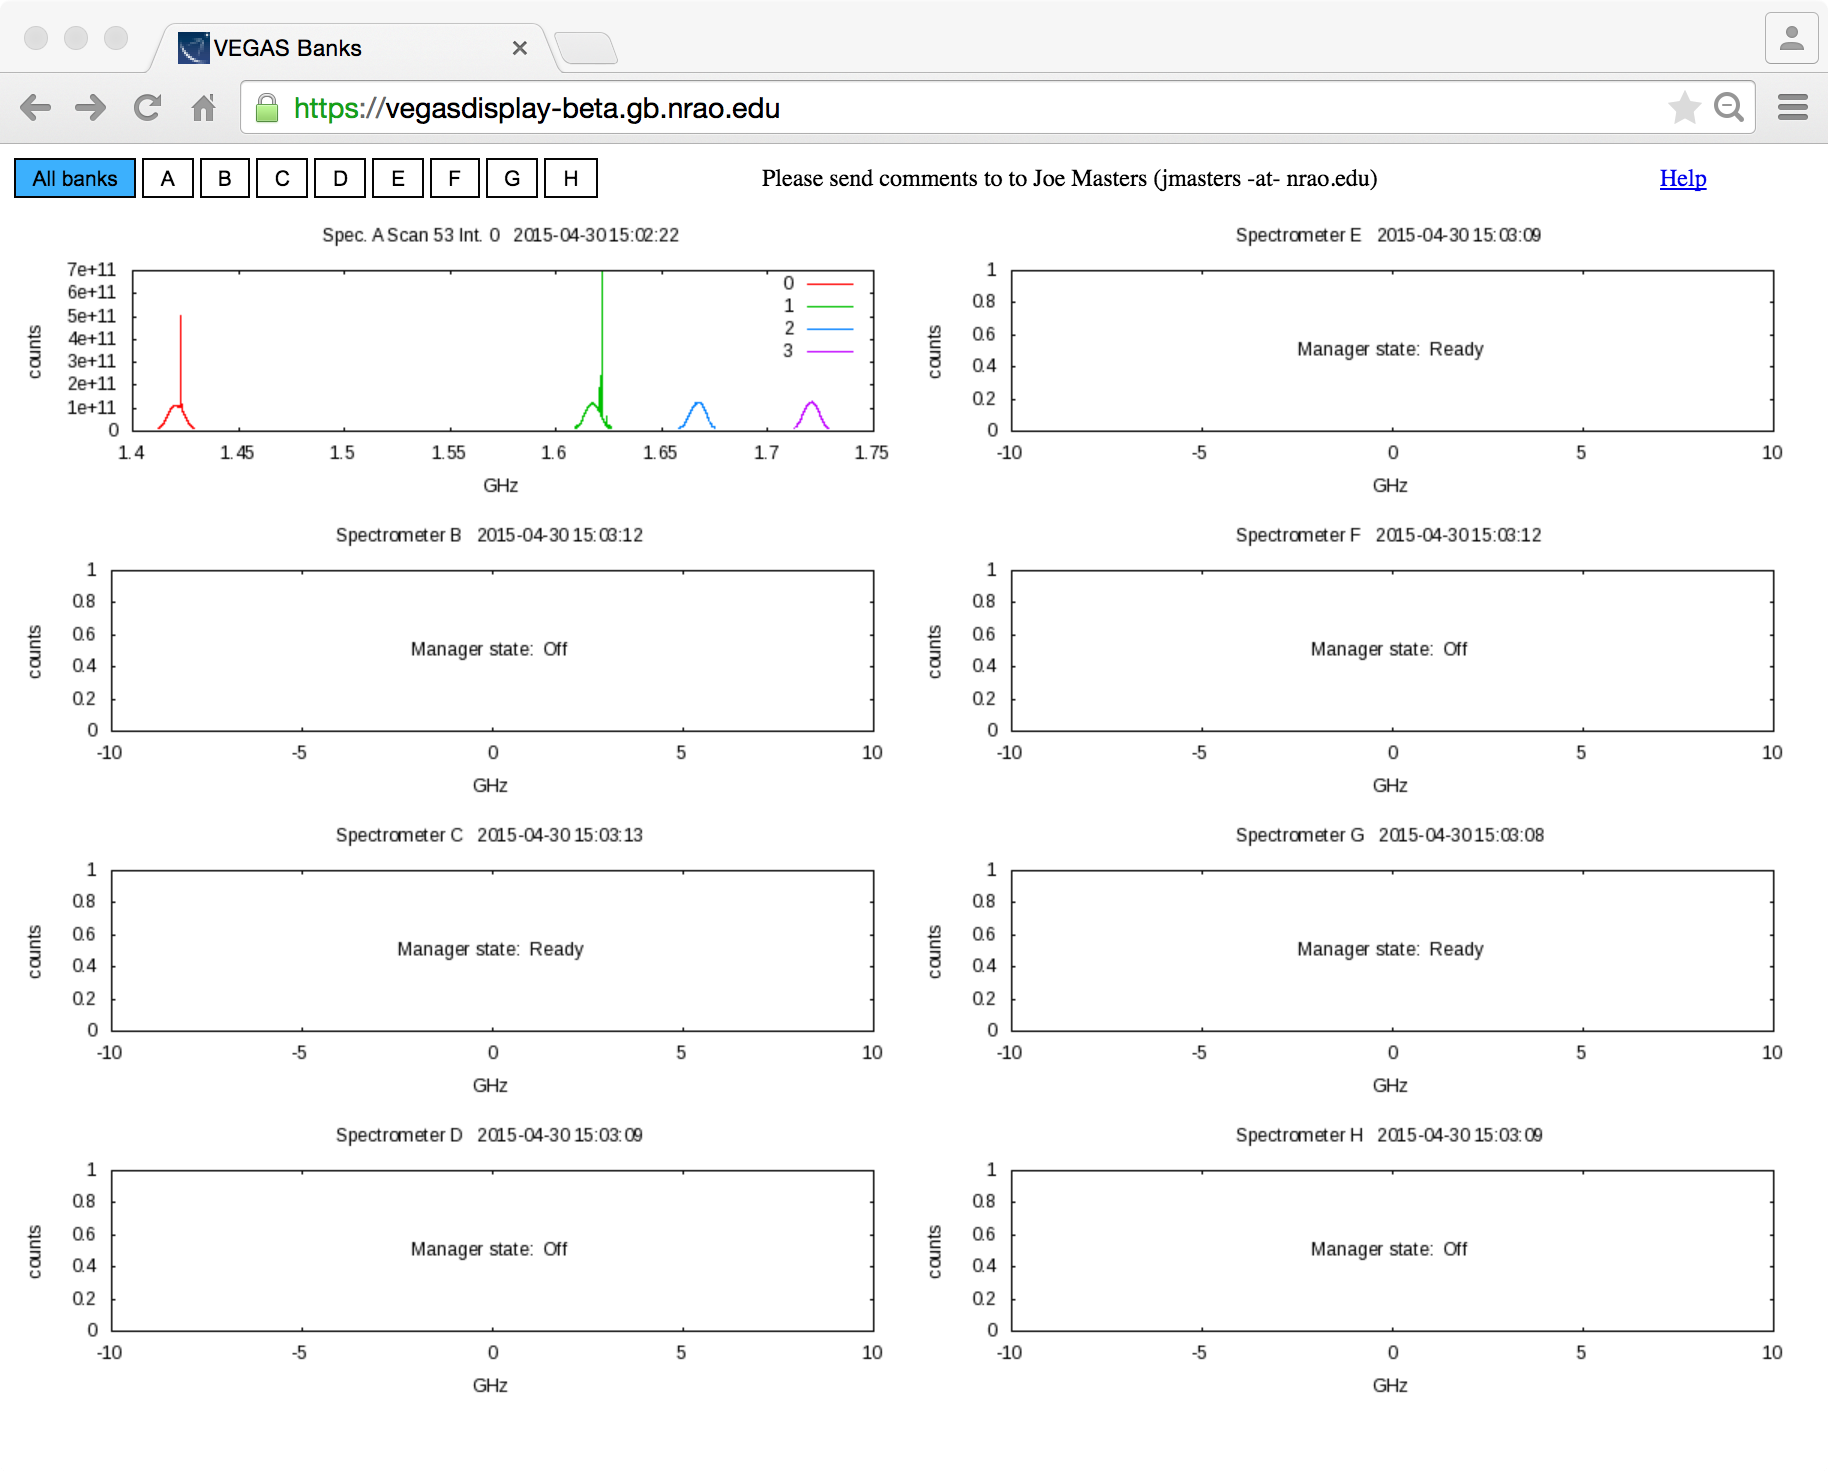 VEGAS Banks
https://vegasdisplay-beta.gb.nrao.edu
All banks A B C D E F G H Please send comments to to Joe Masters (jmasters -at- nrao.edu) Help
Spec. A Scan 53 Int. 0 2015-04-30 15:02:22
counts
7e+11
6e+11
5e+11
4e+11
3e+11
2e+11
1e+11
0
0
1
2
3
1.4 1.45 1.5 1.55 1.6 1.65 1.7 1.75
GHz
Spectrometer E 2015-04-30 15:03:09
counts
1
0.8
0.6
0.4
0.2
0
Manager state: Ready
-10 -5 0 5 10
GHz
Spectrometer B 2015-04-30 15:03:12
counts
1
0.8
0.6
0.4
0.2
0
Manager state: Off
-10 -5 0 5 10
GHz
Spectrometer F 2015-04-30 15:03:12
counts
1
0.8
0.6
0.4
0.2
0
Manager state: Off
-10 -5 0 5 10
GHz
Spectrometer C 2015-04-30 15:03:13
counts
1
0.8
0.6
0.4
0.2
0
Manager state: Ready
-10 -5 0 5 10
GHz
Spectrometer G 2015-04-30 15:03:08
counts
1
0.8
0.6
0.4
0.2
0
Manager state: Ready
-10 -5 0 5 10
GHz
Spectrometer D 2015-04-30 15:03:09
counts
1
0.8
0.6
0.4
0.2
0
Manager state: Off
-10 -5 0 5 10
GHz
Spectrometer H 2015-04-30 15:03:09
counts
1
0.8
0.6
0.4
0.2
0
Manager state: Off
-10 -5 0 5 10
GHz